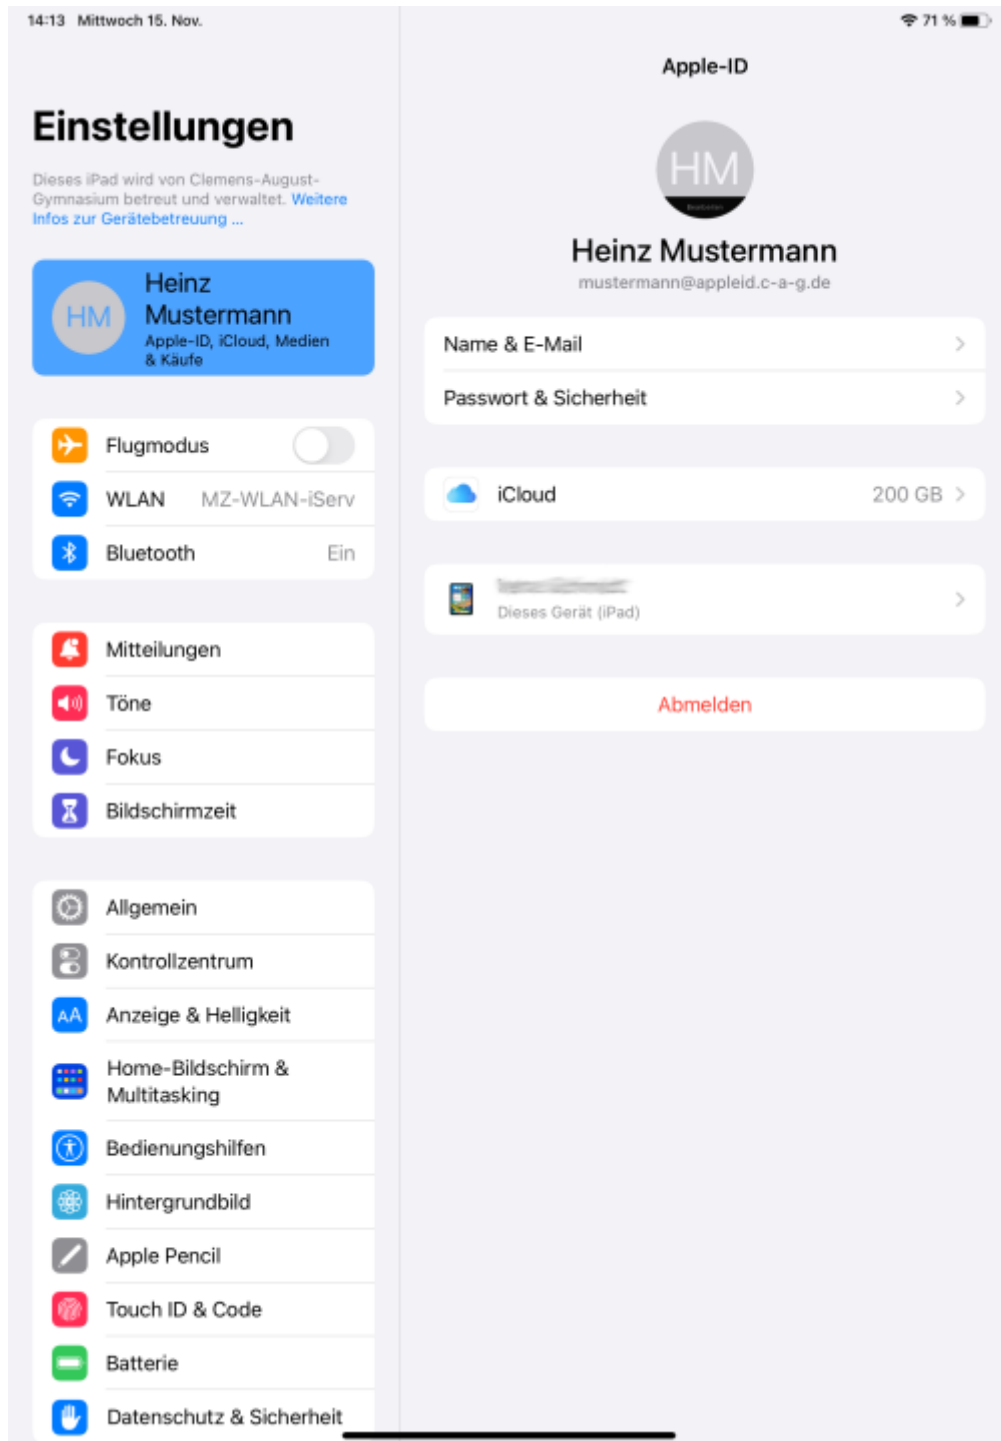 14:13 Mittwoch 15. Nov.
71 %
Einstellungen
Dieses iPad wird von Clemens-August-
Gymnasium betreut und verwaltet. Weitere
Infos zur Gerätebetreuung ...
HM
Heinz
Mustermann
Apple-ID, iCloud, Medien
& Käufe
Flugmodus
WLAN MZ-WLAN-iServ
Bluetooth Ein
Mitteilungen
Töne
Fokus
Bildschirmzeit
Allgemein
Kontrollzentrum
AA Anzeige & Helligkeit
Home-Bildschirm &
Multitasking
Bedienungshilfen
Hintergrundbild
Apple Pencil
Touch ID & Code
Batterie
Datenschutz & Sicherheit
Apple-ID
HM
Bearbeiten
Heinz Mustermann
mustermann@appleid.c-a-g.de
Name & E-Mail
Passwort & Sicherheit
iCloud 200 GB
Dieses Gerät (iPad)
Abmelden